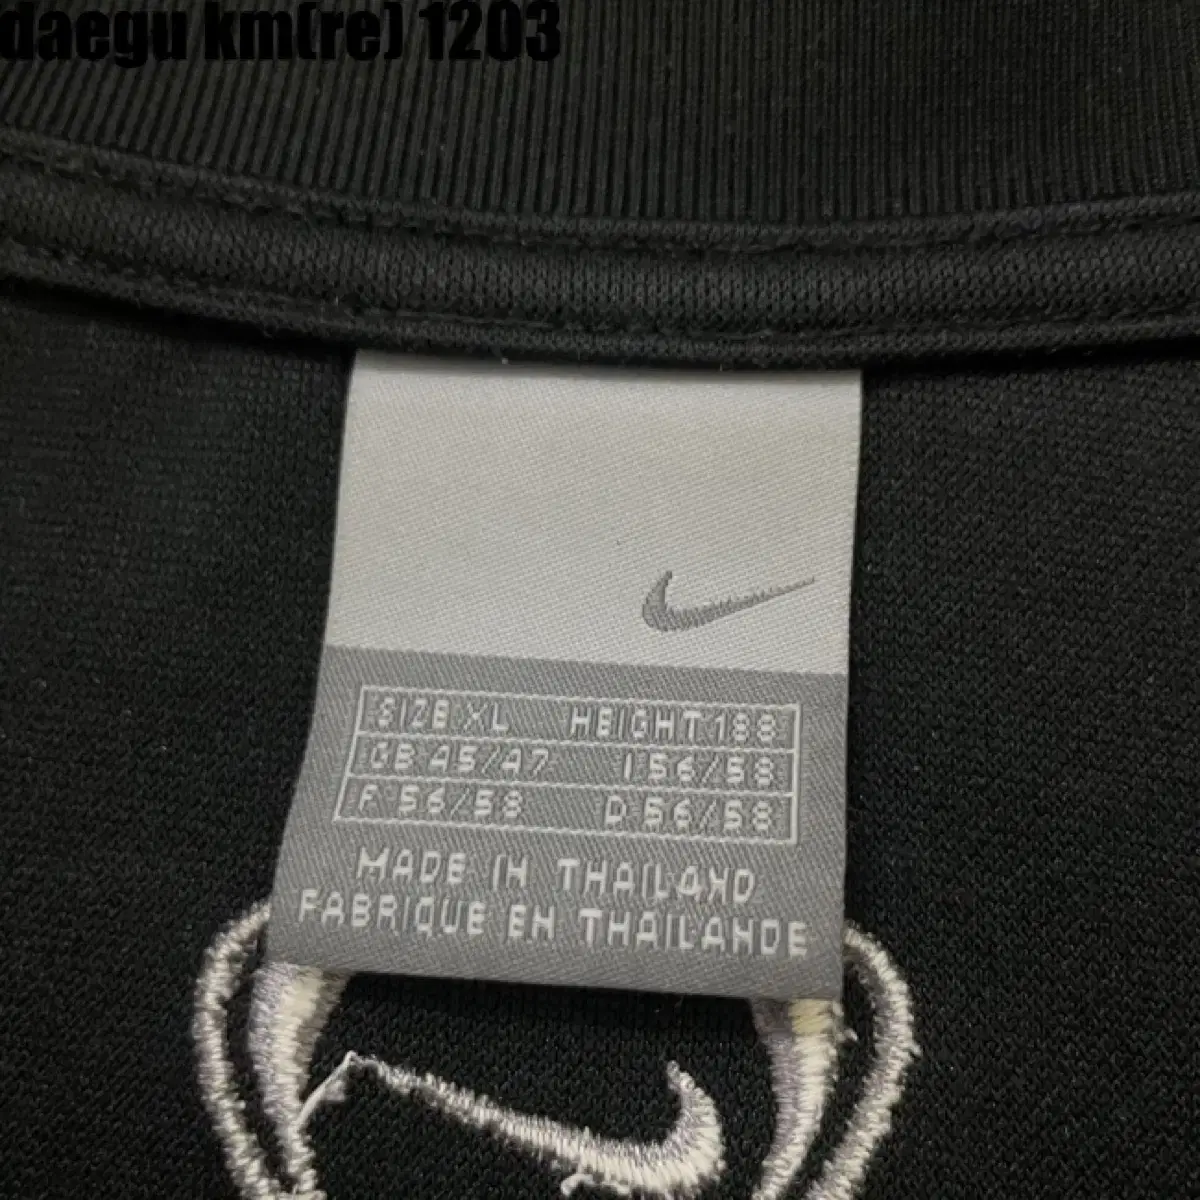 daegu km(re) 1203
SIZE XL HEIGHT 188
GB 45/47 I 56/58
F 56/58 D 56/58
MADE IN THAILAND
FABRIQUE EN THAILANDE